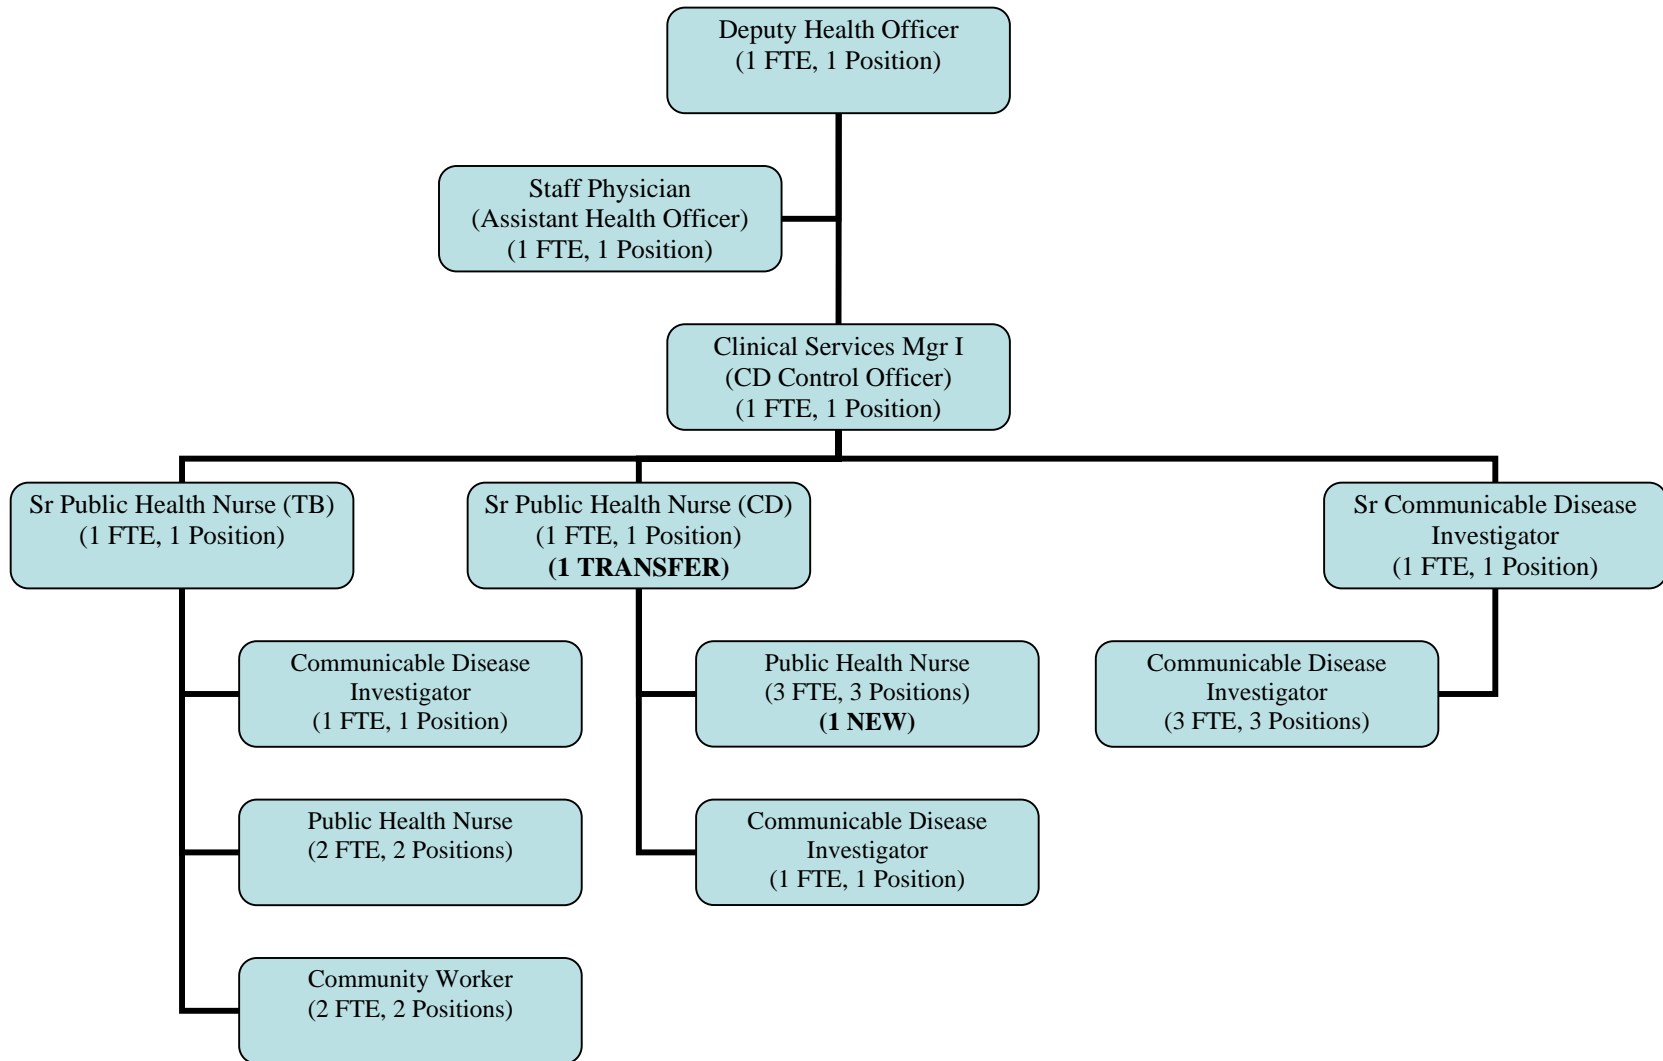 Deputy Health Officer
(1 FTE, 1 Position)
Staff Physician
(Assistant Health Officer)
(1 FTE, 1 Position)
Clinical Services Mgr I
(CD Control Officer)
(1 FTE, 1 Position)
Sr Public Health Nurse (TB)
(1 FTE, 1 Position)
Sr Public Health Nurse (CD)
(1 FTE, 1 Position)
(1 TRANSFER)
Sr Communicable Disease
Investigator
(1 FTE, 1 Position)
Communicable Disease
Investigator
(1 FTE, 1 Position)
Public Health Nurse
(3 FTE, 3 Positions)
(1 NEW)
Communicable Disease
Investigator
(3 FTE, 3 Positions)
Public Health Nurse
(2 FTE, 2 Positions)
Communicable Disease
Investigator
(1 FTE, 1 Position)
Community Worker
(2 FTE, 2 Positions)